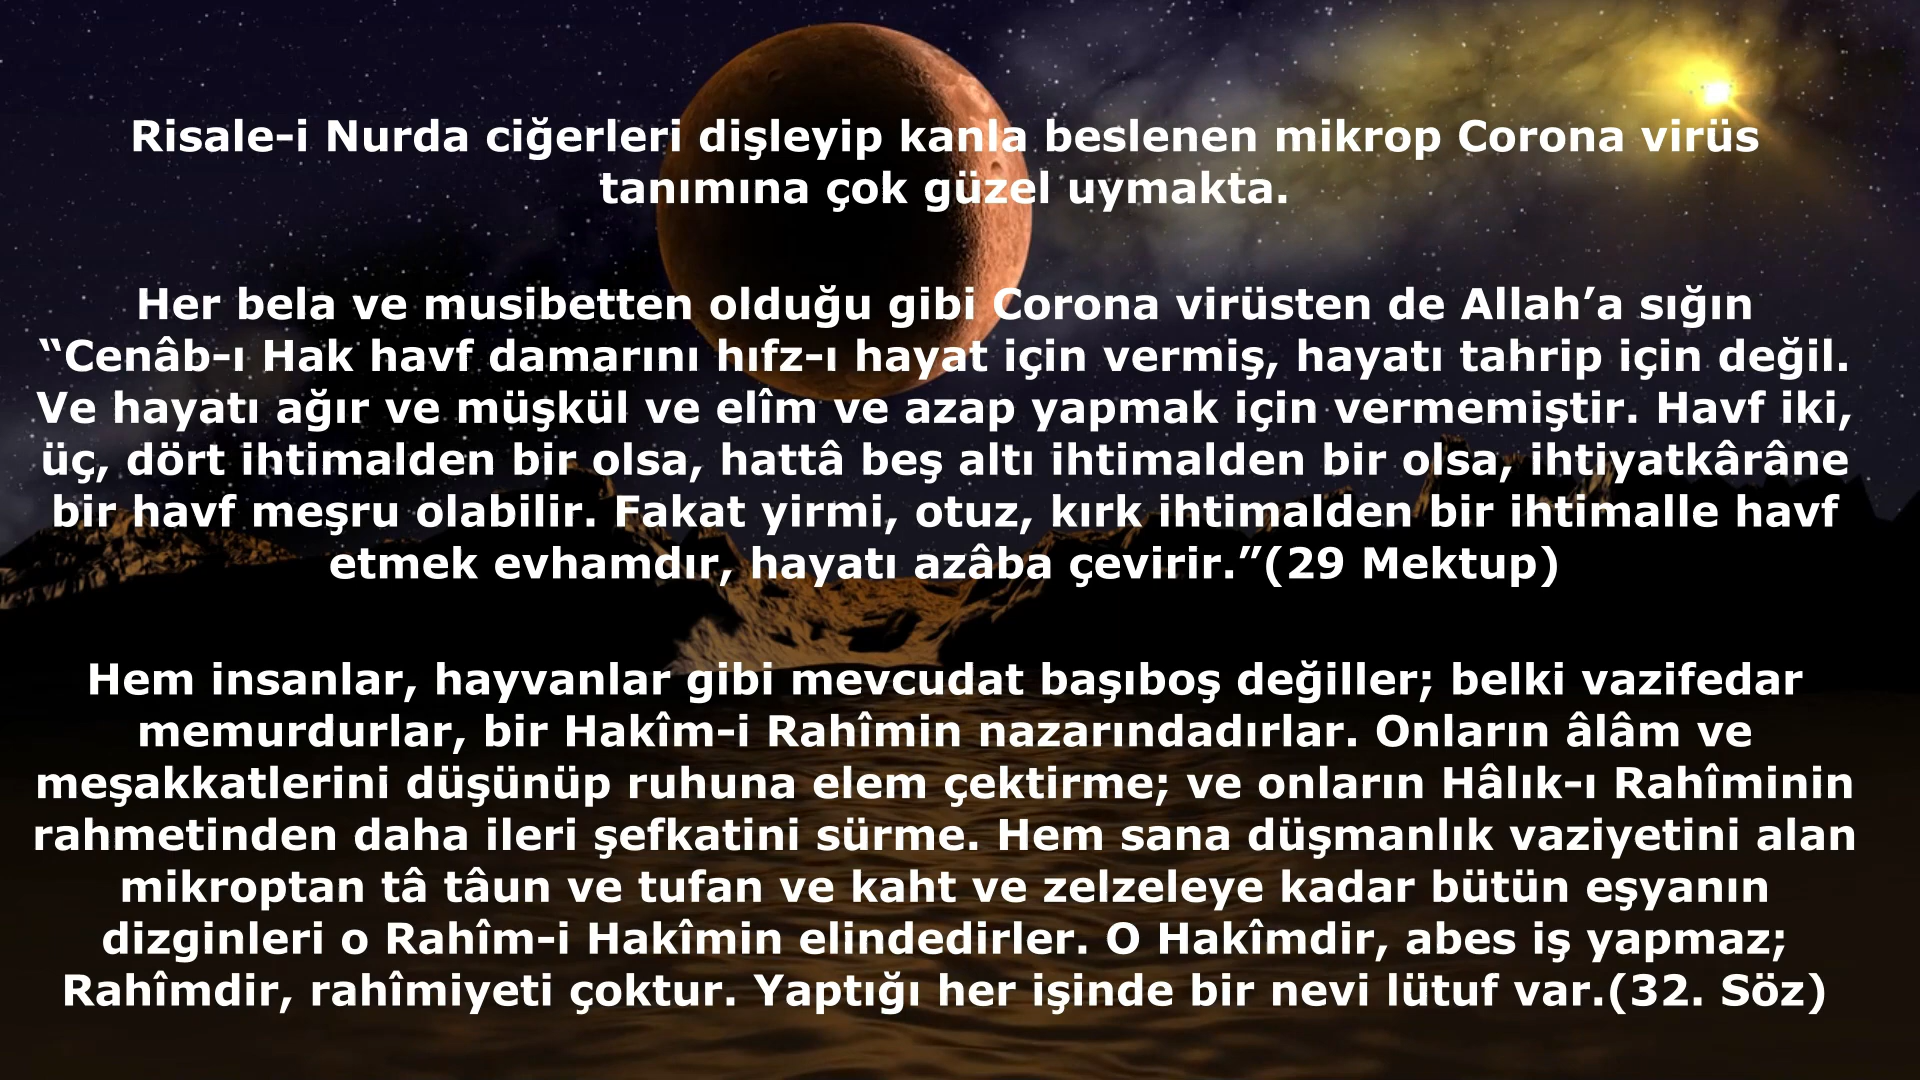 Risale-i Nurda ciğerleri dişleyip kanla beslenen mikrop Corona virüs
tanımına çok güzel uymakta.
Her bela ve musibetten olduğu gibi Corona virüsten de Allah’a sığın
“Cenâb-ı Hak havf damarını hıfz-ı hayat için vermiş, hayatı tahrip için değil.
Ve hayatı ağır ve müşkül ve elîm ve azap yapmak için vermemiştir. Havf iki,
üç, dört ihtimalden bir olsa, hattâ beş altı ihtimalden bir olsa, ihtiyatkârâne
bir havf meşru olabilir. Fakat yirmi, otuz, kırk ihtimalden bir ihtimalle havf
etmek evhamdır, hayatı azâba çevirir.”(29 Mektup)
Hem insanlar, hayvanlar gibi mevcudat başıboş değiller; belki vazifedar
memurdurlar, bir Hakîm-i Rahîmin nazarındadırlar. Onların âlâm ve
meşakkatlerini düşünüp ruhuna elem çektirme; ve onların Hâlık-ı Rahîminin
rahmetinden daha ileri şefkatini sürme. Hem sana düşmanlık vaziyetini alan
mikroptan tâ tâun ve tufan ve kaht ve zelzeleye kadar bütün eşyanın
dizginleri o Rahîm-i Hakîmin elindedirler. O Hakîmdir, abes iş yapmaz;
Rahîmdir, rahîmiyeti çoktur. Yaptığı her işinde bir nevi lütuf var.(32. Söz)